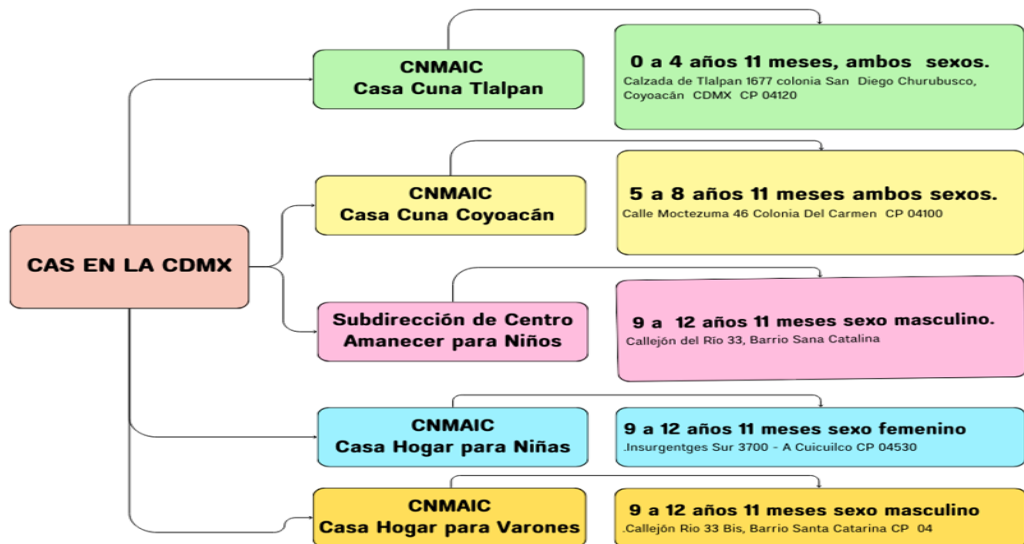 CAS EN LA CDMX
CNMAIC
Casa Cuna Tlalpan
0 a 4 años 11 meses, ambos sexos.
Calzada de Tlalpan 1677 colonia San Diego Churubusco,
Coyoacán CDMX CP 04120
CNMAIC
Casa Cuna Coyoacán
5 a 8 años 11 meses ambos sexos.
Calle Moctezuma 46 Colonia Del Carmen CP 04100
Subdirección de Centro
Amanecer para Niños
9 a 12 años 11 meses sexo masculino.
Callejón del Río 33, Barrio Sana Catalina
CNMAIC
Casa Hogar para Niñas
9 a 12 años 11 meses sexo femenino
.Insurgentges Sur 3700 - A Cuicuilco CP 04530
CNMAIC
Casa Hogar para Varones
9 a 12 años 11 meses sexo masculino
.Callejón Rio 33 Bis, Barrio Santa Catarina CP 04